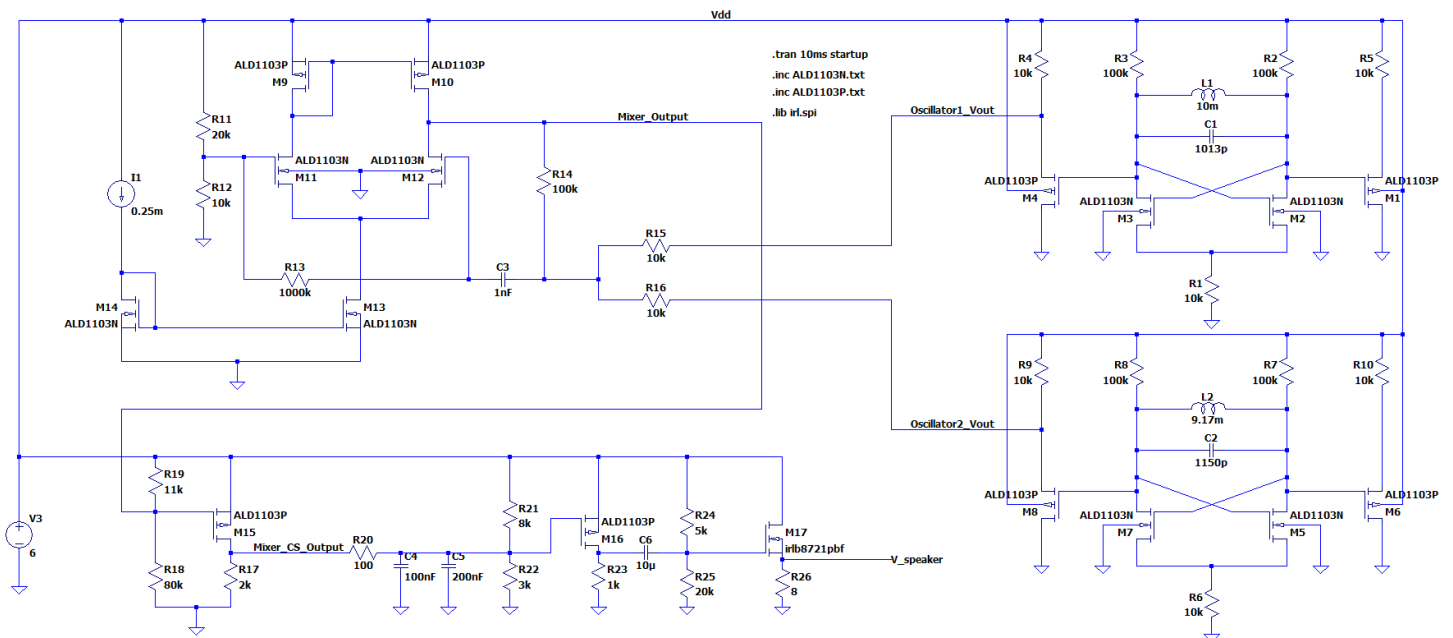 Vdd
.tran 10ms startup
.inc ALD1103N.txt
.inc ALD1103P.txt
.lib irl.spi
ALD1103P
M9
ALD1103P
M10
R11
20k
R12
10k
I1
0.25m
ALD1103N
M11
ALD1103N
M12
Mixer_Output
R14
100k
R13
1000k
C3
1nF
R15
10k
R16
10k
M14
ALD1103N
M13
ALD1103N
Oscillator1_Vout
R4
10k
R3
100k
R2
100k
R5
10k
L1
10m
C1
1013p
ALD1103P
M4
ALD1103N
M3
ALD1103N
M2
ALD1103P
M1
R1
10k
Oscillator2_Vout
R9
10k
R8
100k
R7
100k
R10
10k
L2
9.17m
C2
1150p
ALD1103P
M8
ALD1103N
M7
ALD1103N
M5
ALD1103P
M6
R6
10k
V3
6
R19
11k
R18
80k
ALD1103P
M15
Mixer_CS_Output
R17
2k
R20
100
C4
100nF
C5
200nF
R21
8k
R22
3k
ALD1103P
M16
R23
1k
C6
10µ
R24
5k
R25
20k
M17
irlb8721pbf
V_speaker
R26
8